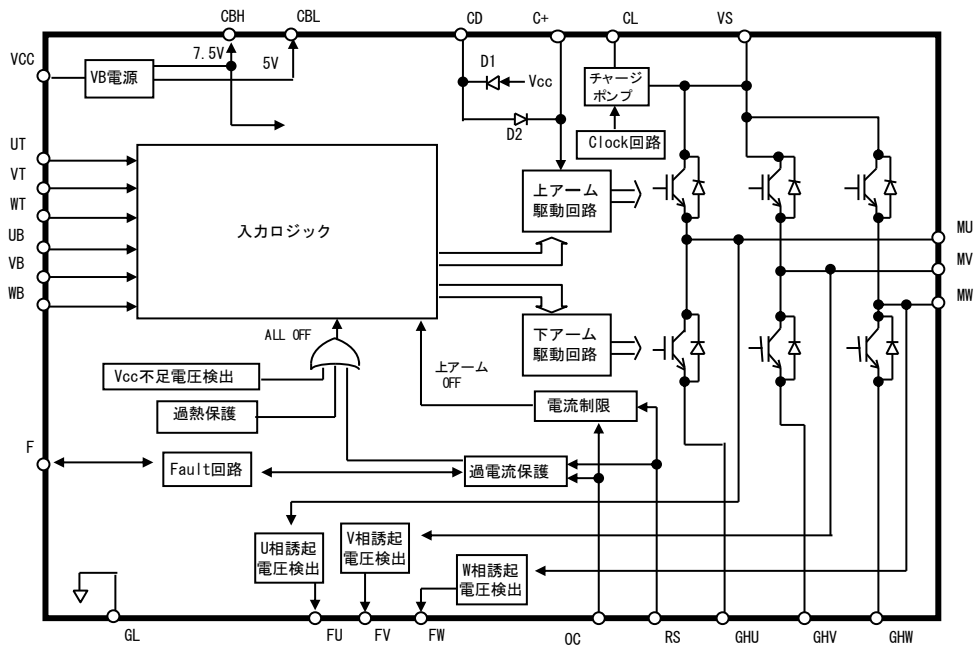 CBH
CBL
CD
C+
CL
VS
VCC
7.5V
5V
VB電源
D1
Vcc
D2
チャージ
ポンプ
Clock回路
UT
VT
WT
UB
VB
WB
入力ロジック
上アーム
駆動回路
下アーム
駆動回路
MU
MV
MW
ALL OFF
上アーム
OFF
Vcc不足電圧検出
過熱保護
電流制限
F
Fault回路
過電流保護
U相誘起
電圧検出
V相誘起
電圧検出
W相誘起
電圧検出
GL
FU
FV
FW
OC
RS
GHU
GHV
GHW